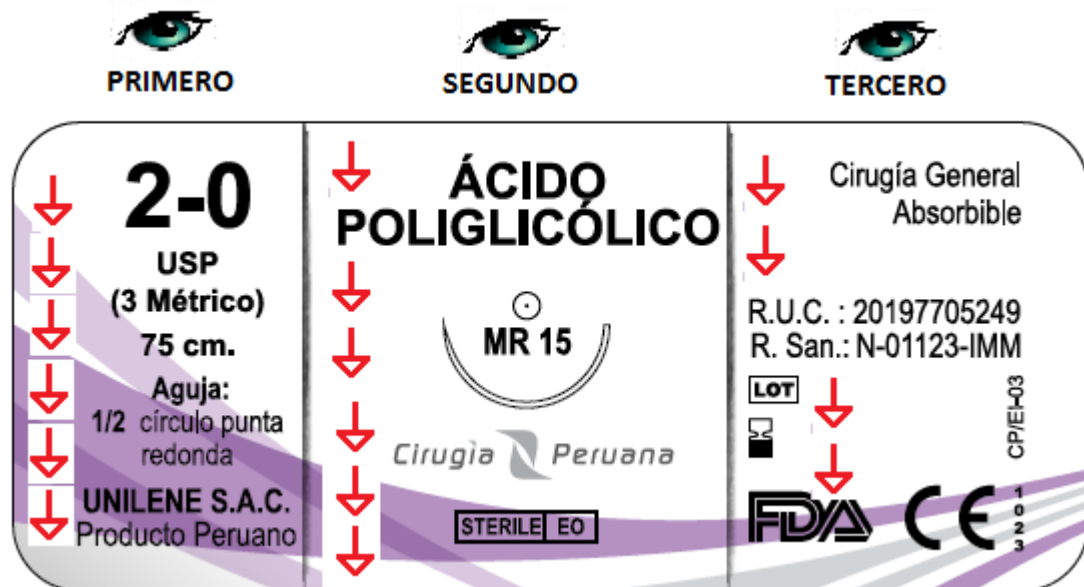 PRIMERO
SEGUNDO
TERCERO
2-0
USP
(3 Métrico)
75 cm.
Aguja:
1/2 círculo punta
redonda
UNILENE S.A.C.
Producto Peruano
ÁCIDO
POLIGLICÓLICO
MR 15
Cirugìa Peruana
STERILE EO
Cirugía General
Absorbible
R.U.C. : 20197705249
R. San.: N-01123-IMM
LOT
CP/EI-03
FDA CE 1023